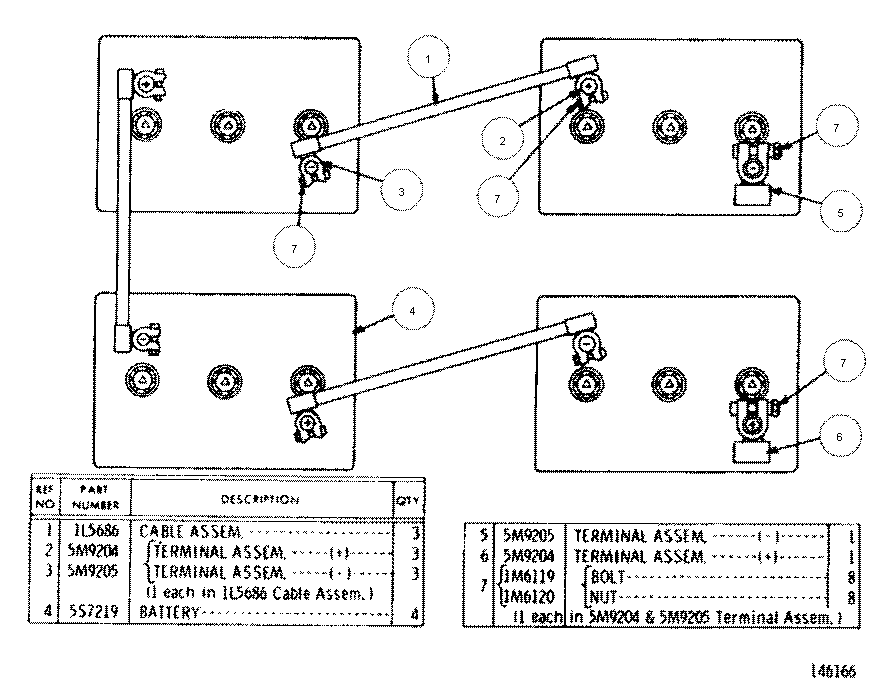 1
2
7
3
7
7
5
4
7
6
REF NO PART NUMBER DESCRIPTION QTY
1 1L5686 CABLE ASSEM. 3
2 5M9204 TERMINAL ASSEM. (+) 3
3 5M9205 TERMINAL ASSEM. (-) 3
(1 each in 1L5686 Cable Assem.)
4 5S7219 BATTERY 4
5 5M9205 TERMINAL ASSEM. (-) 1
6 5M9204 TERMINAL ASSEM. (+) 1
7 1M6119 BOLT 8
1M6120 NUT 8
(1 each in 5M9204 & 5M9205 Terminal Assem.)
146166